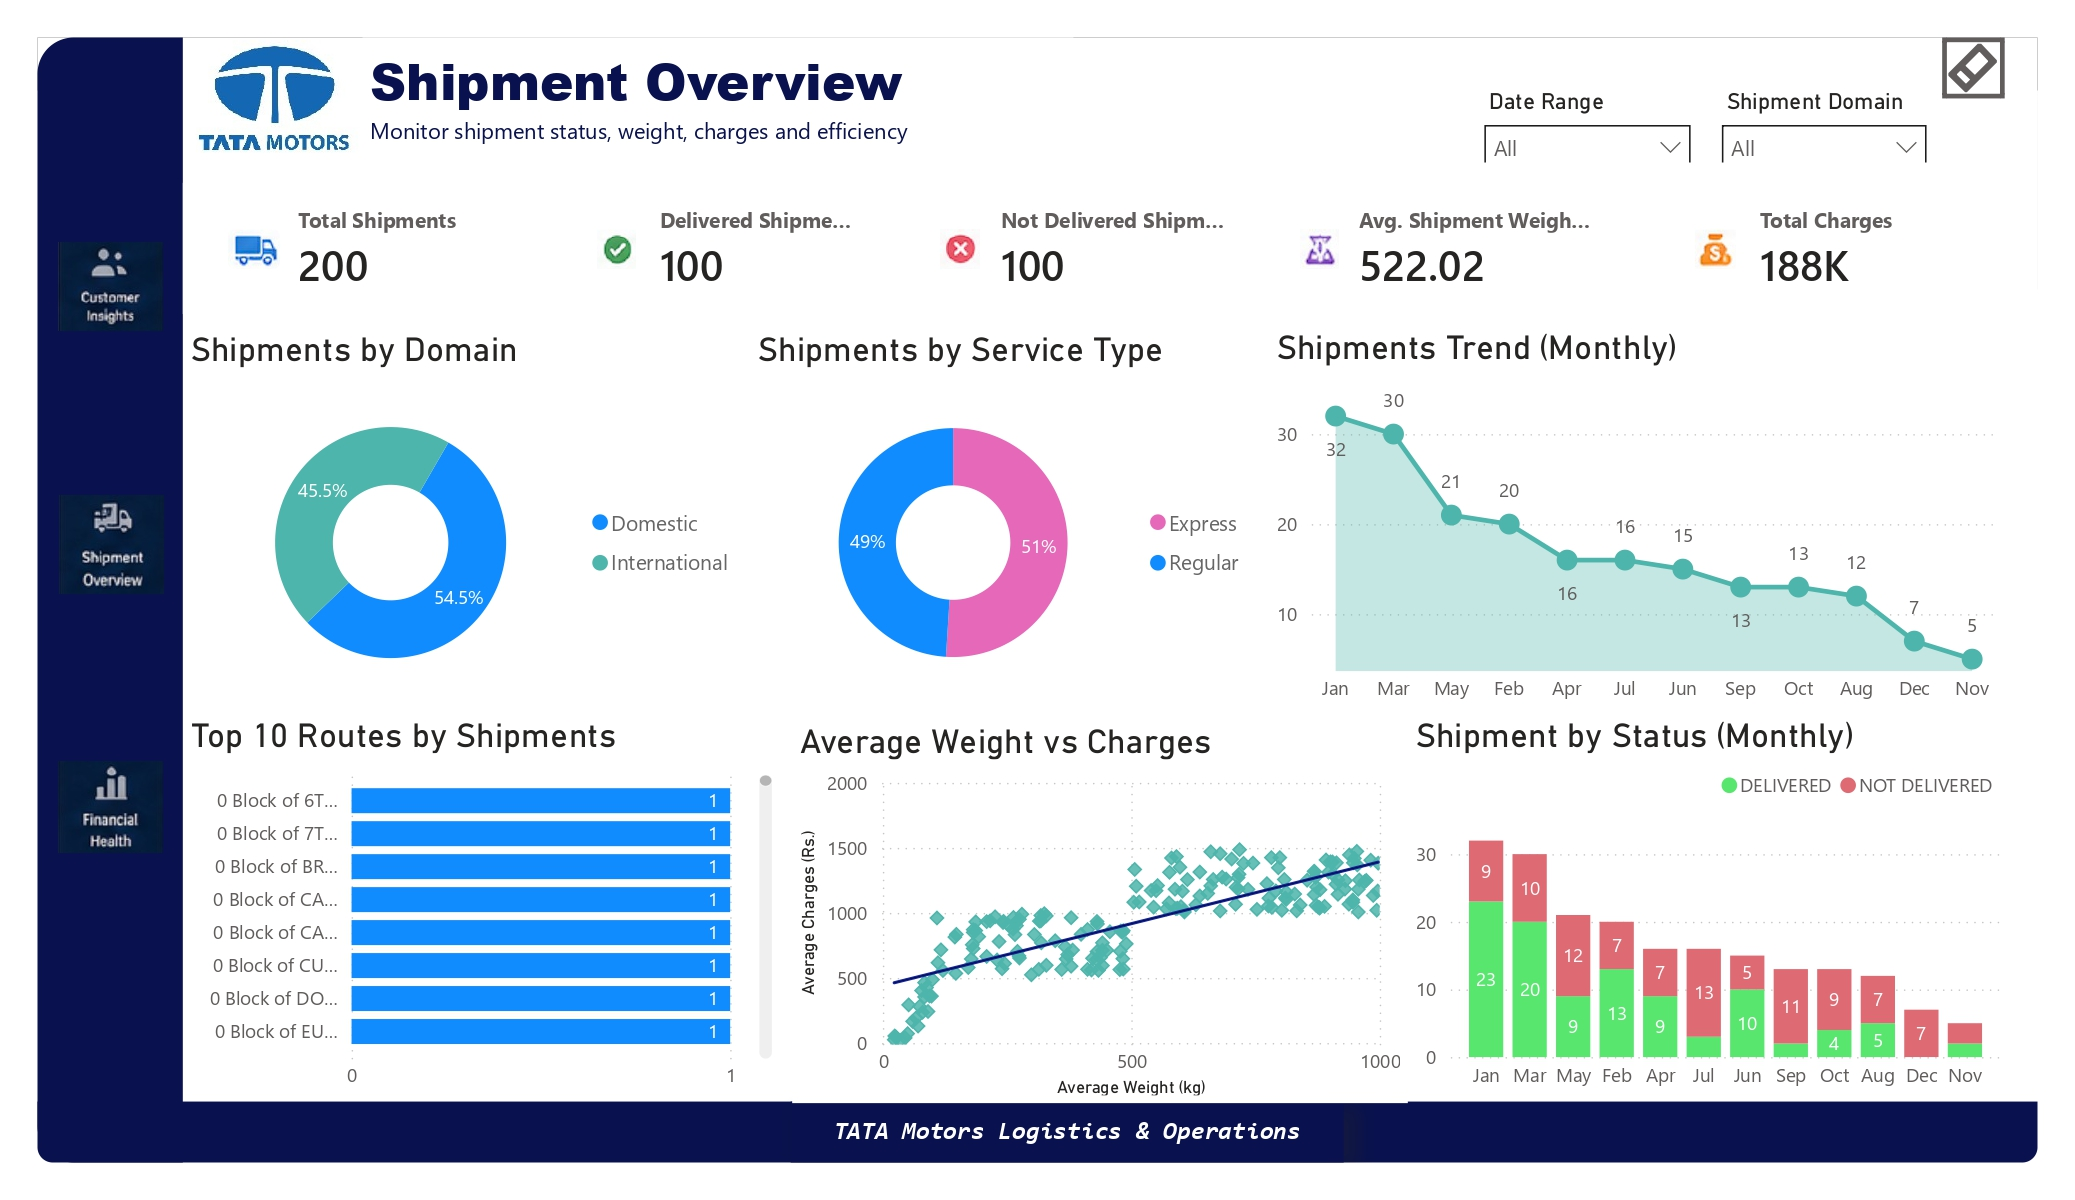 TATA MOTORS
Shipment Overview
Monitor shipment status, weight, charges and efficiency
Date Range
All
Shipment Domain
All
Total Shipments
200
Delivered Shipme...
100
Not Delivered Shipm...
100
Avg. Shipment Weigh...
522.02
Total Charges
188K
Customer
Insights
Shipment
Overview
Financial
Health
Shipments by Domain
45.5%
54.5%
Domestic
International
Shipments by Service Type
49%
51%
Express
Regular
Shipments Trend (Monthly)
30
20
10
32
30
21
20
16
16
15
13
13
12
7
5
Jan Mar May Feb Apr Jul Jun Sep Oct Aug Dec Nov
Top 10 Routes by Shipments
0 Block of 6T... 1
0 Block of 7T... 1
0 Block of BR... 1
0 Block of CA... 1
0 Block of CA... 1
0 Block of CU... 1
0 Block of DO... 1
0 Block of EU... 1
0 1
Average Weight vs Charges
Average Charges (Rs.)
2000
1500
1000
500
0
0 500 1000
Average Weight (kg)
Shipment by Status (Monthly)
DELIVERED NOT DELIVERED
30
20
10
0
9 10 12 7 7 13 5 11 9 7 7
23 20 9 13 9 10 4 5
Jan Mar May Feb Apr Jul Jun Sep Oct Aug Dec Nov
TATA Motors Logistics & Operations